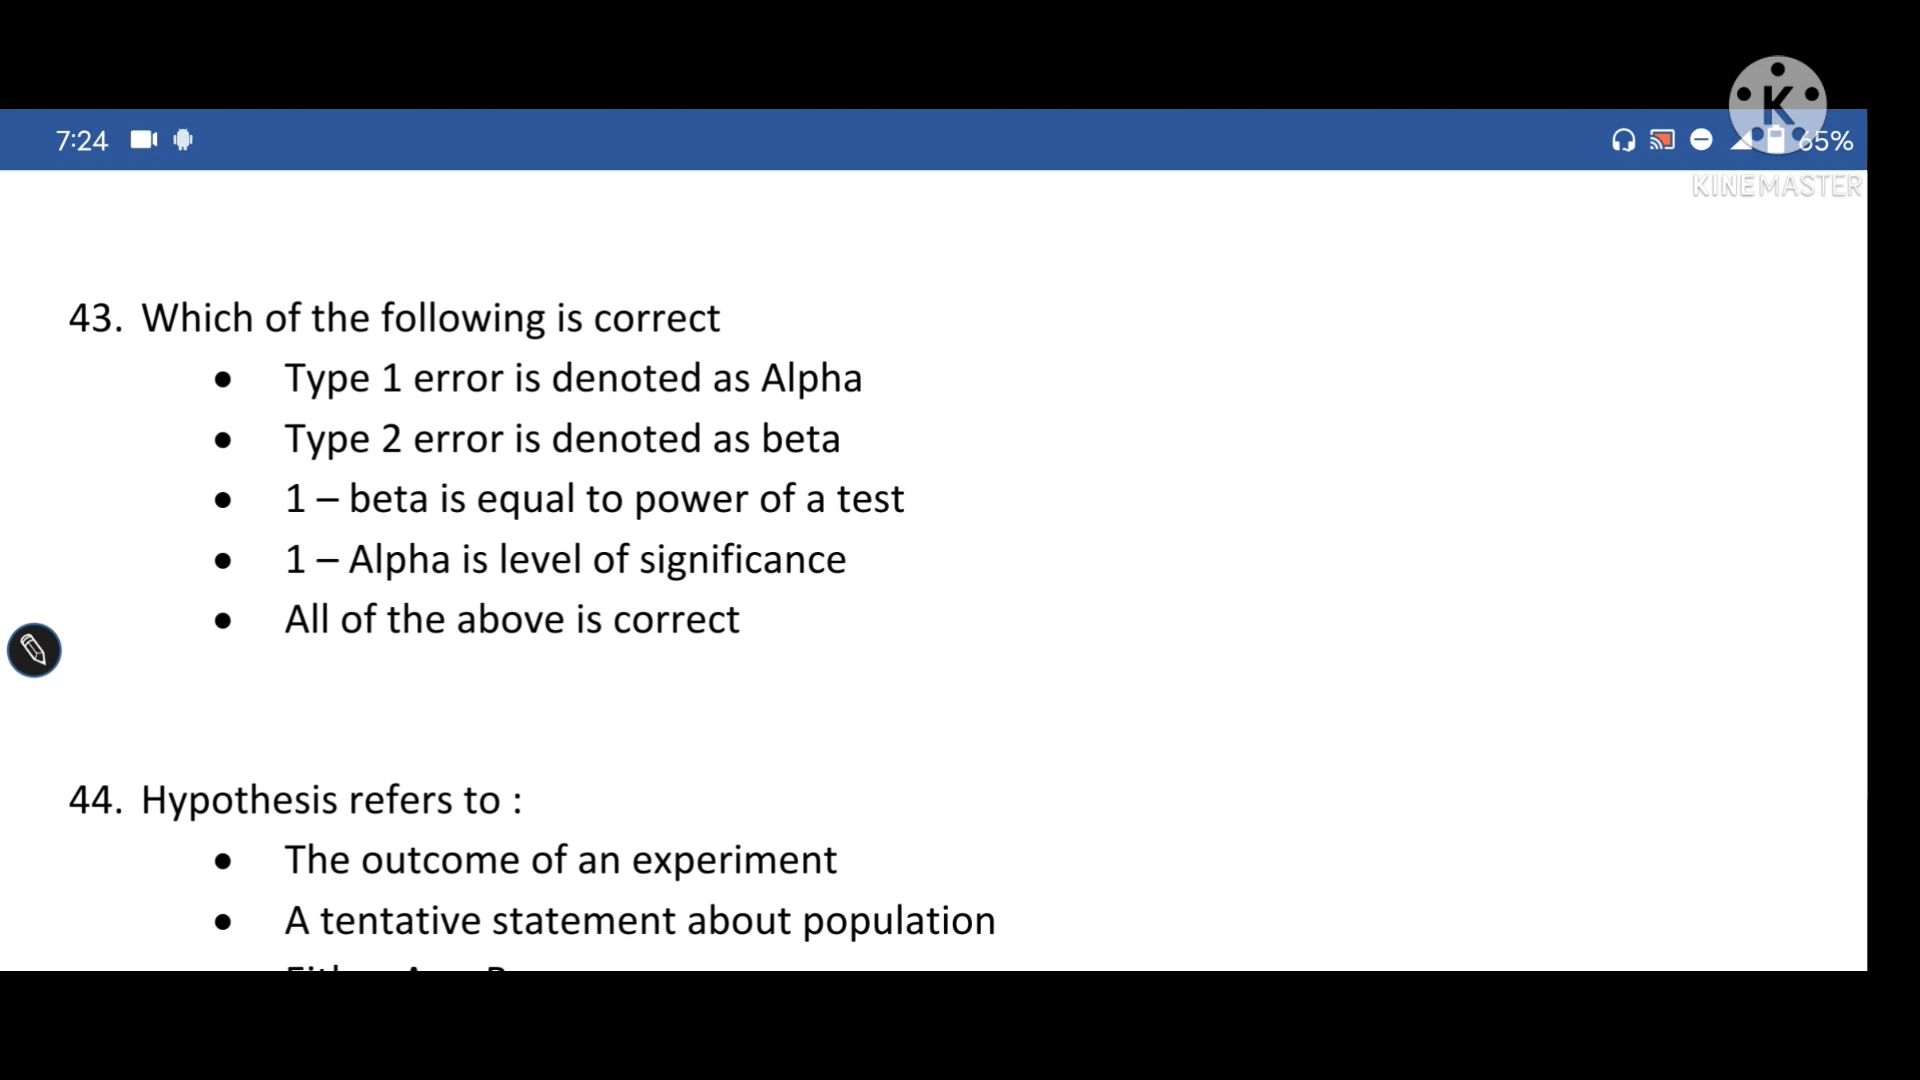 7:24
65%
K
KINEMASTER
43. Which of the following is correct
• Type 1 error is denoted as Alpha
• Type 2 error is denoted as beta
• 1 – beta is equal to power of a test
• 1 – Alpha is level of significance
• All of the above is correct
44. Hypothesis refers to :
• The outcome of an experiment
• A tentative statement about population